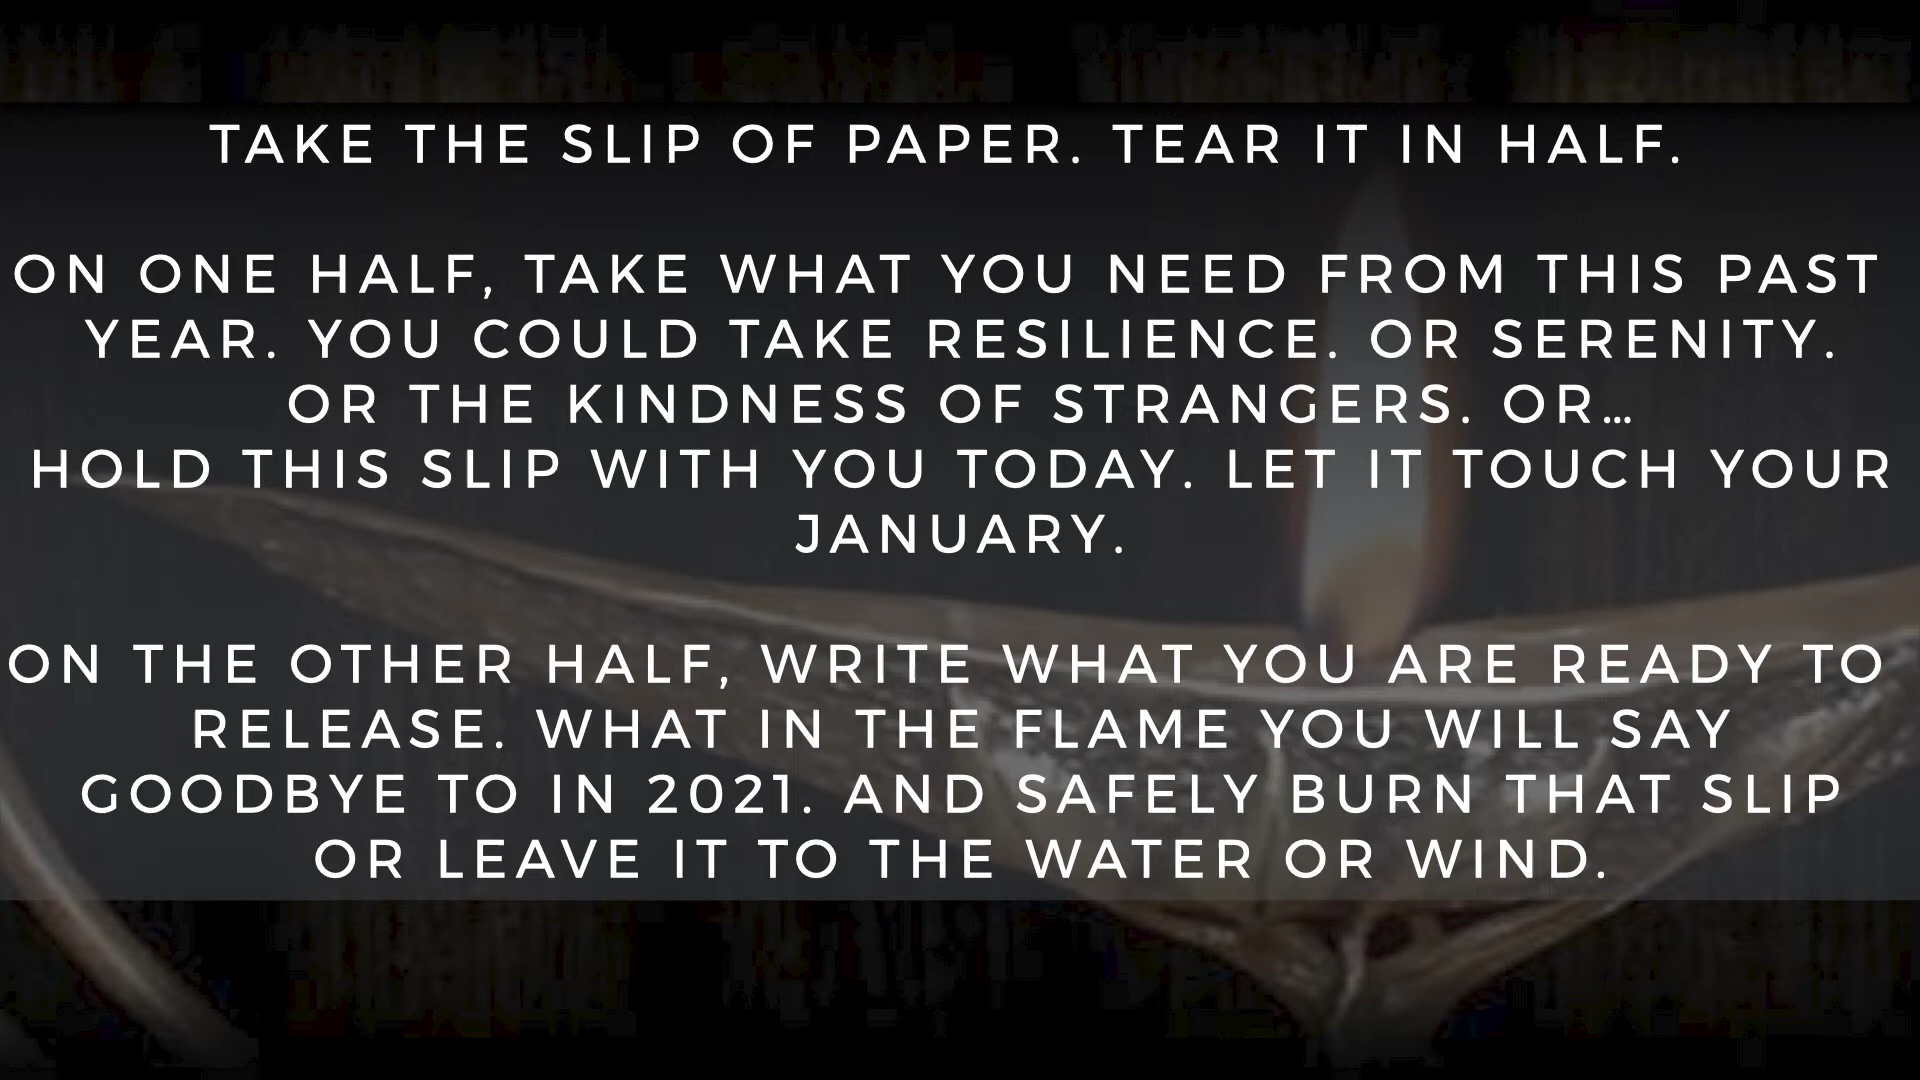 TAKE THE SLIP OF PAPER. TEAR IT IN HALF.
ON ONE HALF, TAKE WHAT YOU NEED FROM THIS PAST
YEAR. YOU COULD TAKE RESILIENCE. OR SERENITY.
OR THE KINDNESS OF STRANGERS. OR...
HOLD THIS SLIP WITH YOU TODAY. LET IT TOUCH YOUR
JANUARY.
ON THE OTHER HALF, WRITE WHAT YOU ARE READY TO
RELEASE. WHAT IN THE FLAME YOU WILL SAY
GOODBYE TO IN 2021. AND SAFELY BURN THAT SLIP
OR LEAVE IT TO THE WATER OR WIND.